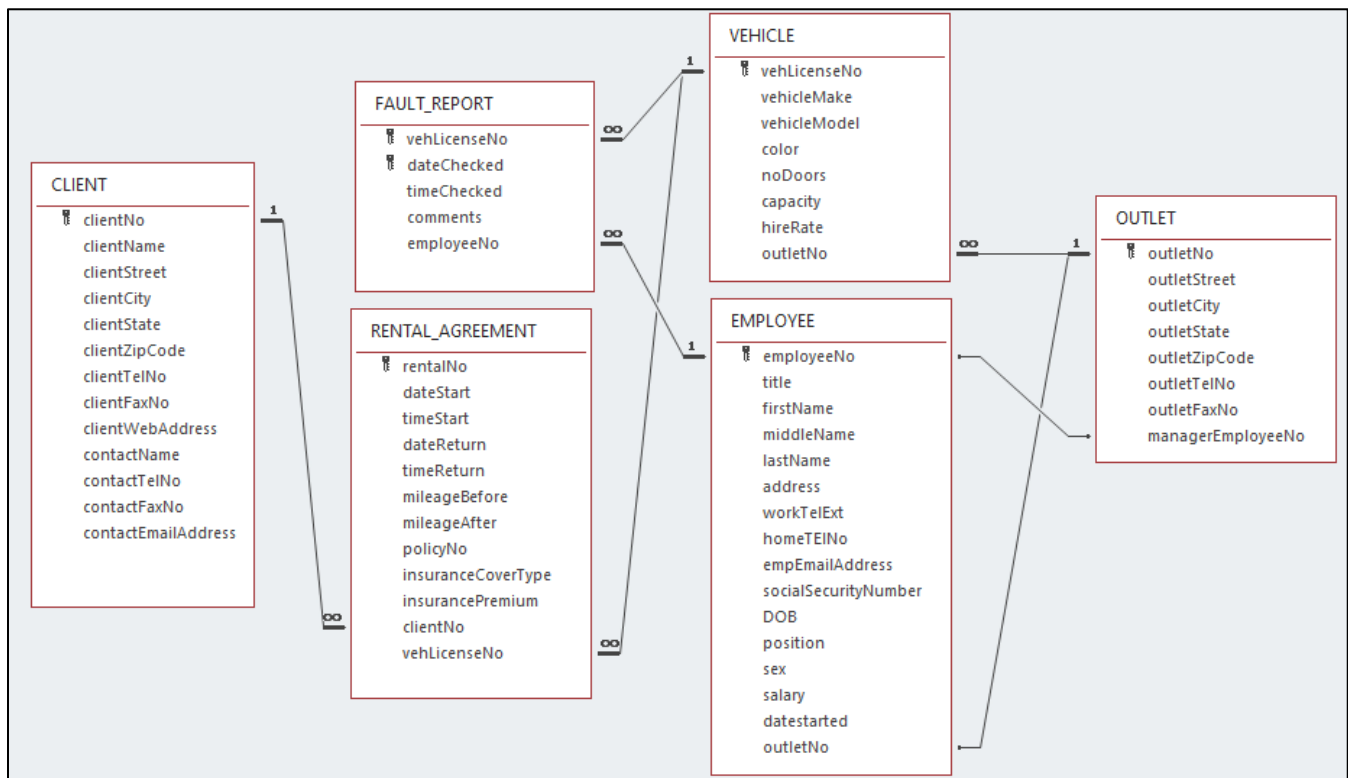 CLIENT
clientNo
clientName
clientStreet
clientCity
clientState
clientZipCode
clientTelNo
clientFaxNo
clientWebAddress
contactName
contactTelNo
contactFaxNo
contactEmailAddress
1
∞
FAULT_REPORT
vehLicenseNo
dateChecked
timeChecked
comments
employeeNo
∞
∞
RENTAL_AGREEMENT
rentalNo
dateStart
timeStart
dateReturn
timeReturn
mileageBefore
mileageAfter
policyNo
insuranceCoverType
insurancePremium
clientNo
vehLicenseNo
∞
1
VEHICLE
vehLicenseNo
vehicleMake
vehicleModel
color
noDoors
capacity
hireRate
outletNo
∞
1
1
EMPLOYEE
employeeNo
title
firstName
middleName
lastName
address
workTelExt
homeTElNo
empEmailAddress
socialSecurityNumber
DOB
position
sex
salary
datestarted
outletNo
OUTLET
outletNo
outletStreet
outletCity
outletState
outletZipCode
outletTelNo
outletFaxNo
managerEmployeeNo